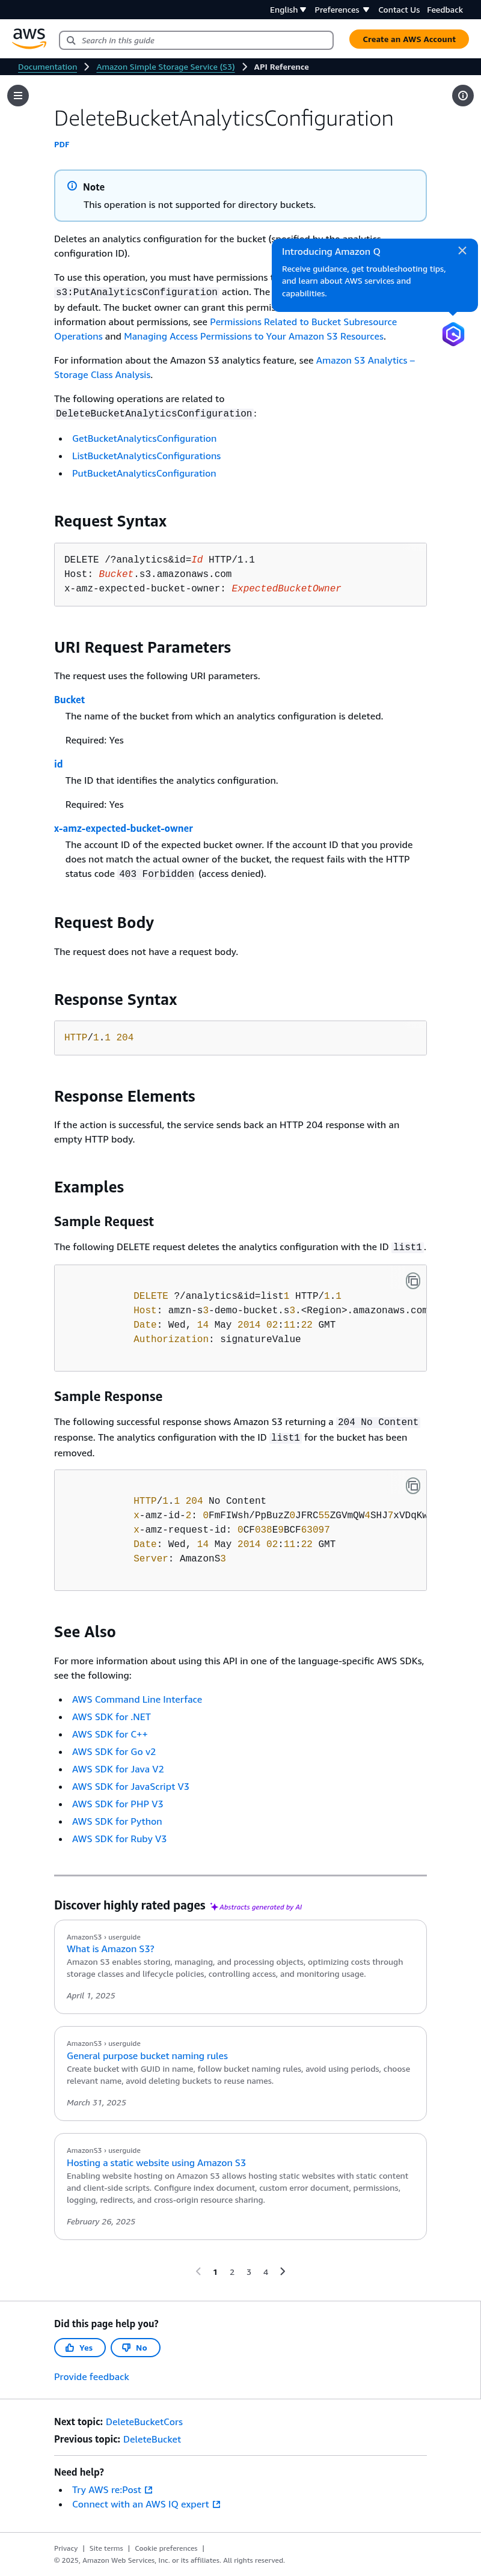 English Preferences Contact Us Feedback
aws
Search in this guide
Create an AWS Account
Documentation Amazon Simple Storage Service (S3) API Reference
DeleteBucketAnalyticsConfiguration
PDF
Note
This operation is not supported for directory buckets.
Deletes an analytics configuration for the bucket (specified by the analytics
configuration ID).
Introducing Amazon Q
Receive guidance, get troubleshooting tips,
and learn about AWS services and
capabilities.
To use this operation, you must have permissions
s3:PutAnalyticsConfiguration action. The
by default. The bucket owner can grant this
information about permissions, see Permissions Related to Bucket Subresource
Operations and Managing Access Permissions to Your Amazon S3 Resources.
For information about the Amazon S3 analytics feature, see Amazon S3 Analytics –
Storage Class Analysis.
The following operations are related to
DeleteBucketAnalyticsConfiguration:
• GetBucketAnalyticsConfiguration
• ListBucketAnalyticsConfigurations
• PutBucketAnalyticsConfiguration
Request Syntax
DELETE /?analytics&id=Id HTTP/1.1
Host: Bucket.s3.amazonaws.com
x-amz-expected-bucket-owner: ExpectedBucketOwner
URI Request Parameters
The request uses the following URI parameters.
Bucket
The name of the bucket from which an analytics configuration is deleted.
Required: Yes
id
The ID that identifies the analytics configuration.
Required: Yes
x-amz-expected-bucket-owner
The account ID of the expected bucket owner. If the account ID that you provide
does not match the actual owner of the bucket, the request fails with the HTTP
status code 403 Forbidden (access denied).
Request Body
The request does not have a request body.
Response Syntax
HTTP/1.1 204
Response Elements
If the action is successful, the service sends back an HTTP 204 response with an
empty HTTP body.
Examples
Sample Request
The following DELETE request deletes the analytics configuration with the ID list1.
DELETE ?/analytics&id=list1 HTTP/1.1
Host: amzn-s3-demo-bucket.s3.<Region>.amazonaws.com
Date: Wed, 14 May 2014 02:11:22 GMT
Authorization: signatureValue
Sample Response
The following successful response shows Amazon S3 returning a 204 No Content
response. The analytics configuration with the ID list1 for the bucket has been
removed.
HTTP/1.1 204 No Content
x-amz-id-2: 0FmFIWsh/PpBuzZ0JFRC55ZGVmQW4SHJ7xVDqKw
x-amz-request-id: 0CF038E9BCF63097
Date: Wed, 14 May 2014 02:11:22 GMT
Server: AmazonS3
See Also
For more information about using this API in one of the language-specific AWS SDKs,
see the following:
• AWS Command Line Interface
• AWS SDK for .NET
• AWS SDK for C++
• AWS SDK for Go v2
• AWS SDK for Java V2
• AWS SDK for JavaScript V3
• AWS SDK for PHP V3
• AWS SDK for Python
• AWS SDK for Ruby V3
Discover highly rated pages Abstracts generated by AI
AmazonS3 › userguide
What is Amazon S3?
Amazon S3 enables storing, managing, and processing objects, optimizing costs through
storage classes and lifecycle policies, controlling access, and monitoring usage.
April 1, 2025
AmazonS3 › userguide
General purpose bucket naming rules
Create bucket with GUID in name, follow bucket naming rules, avoid using periods, choose
relevant name, avoid deleting buckets to reuse names.
March 31, 2025
AmazonS3 › userguide
Hosting a static website using Amazon S3
Enabling website hosting on Amazon S3 allows hosting static websites with static content
and client-side scripts. Configure index document, custom error document, permissions,
logging, redirects, and cross-origin resource sharing.
February 26, 2025
1 2 3 4
Did this page help you?
Yes No
Provide feedback
Next topic: DeleteBucketCors
Previous topic: DeleteBucket
Need help?
• Try AWS re:Post
• Connect with an AWS IQ expert
Privacy | Site terms | Cookie preferences |
© 2025, Amazon Web Services, Inc. or its affiliates. All rights reserved.